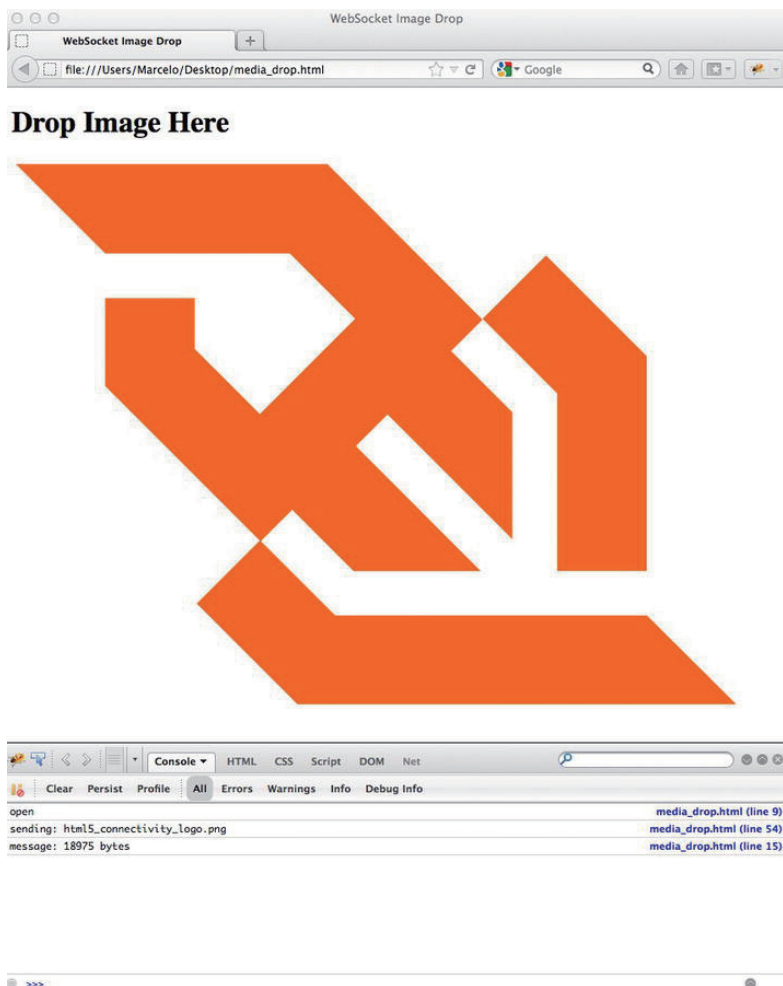 WebSocket Image Drop
WebSocket Image Drop
file:///Users/Marcelo/Desktop/media_drop.html Google
Drop Image Here
Console HTML CSS Script DOM Net
Clear Persist Profile All Errors Warnings Info Debug Info
open media_drop.html (line 9)
sending: html5_connectivity_logo.png media_drop.html (line 54)
message: 18975 bytes media_drop.html (line 15)
>>>